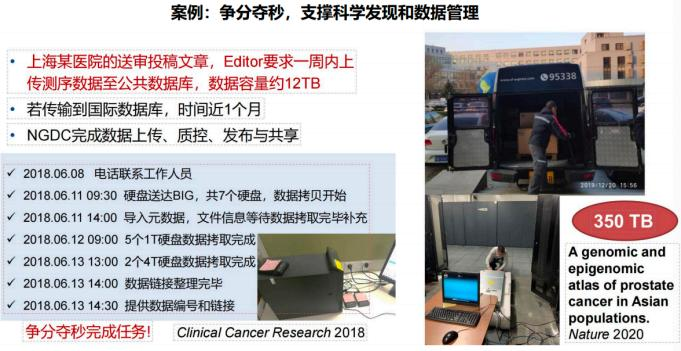 案例：争分夺秒，支撑科学发现和数据管理
• 上海某医院的送审投稿文章，Editor要求一周内上
传测序数据至公共数据库，数据容量约12TB
• 若传输到国际数据库，时间近1个月
• NGDC完成数据上传、质控、发布与共享
✓ 2018.06.08 电话联系工作人员
✓ 2018.06.11 09:30 硬盘送达BIG，共7个硬盘，数据拷贝开始
✓ 2018.06.11 14:00 导入元数据，文件信息等待数据拷取完毕补充
✓ 2018.06.12 09:00 5个1T硬盘数据拷取完成
✓ 2018.06.13 13:00 2个4T硬盘数据拷取完成
✓ 2018.06.13 14:00 数据链接整理完毕
✓ 2018.06.13 14:30 提供数据编号和链接
争分夺秒完成任务!
Clinical Cancer Research 2018
95338
2019/12/20 15:56
350 TB
A genomic and
epigenomic
atlas of prostate
cancer in Asian
populations.
Nature 2020